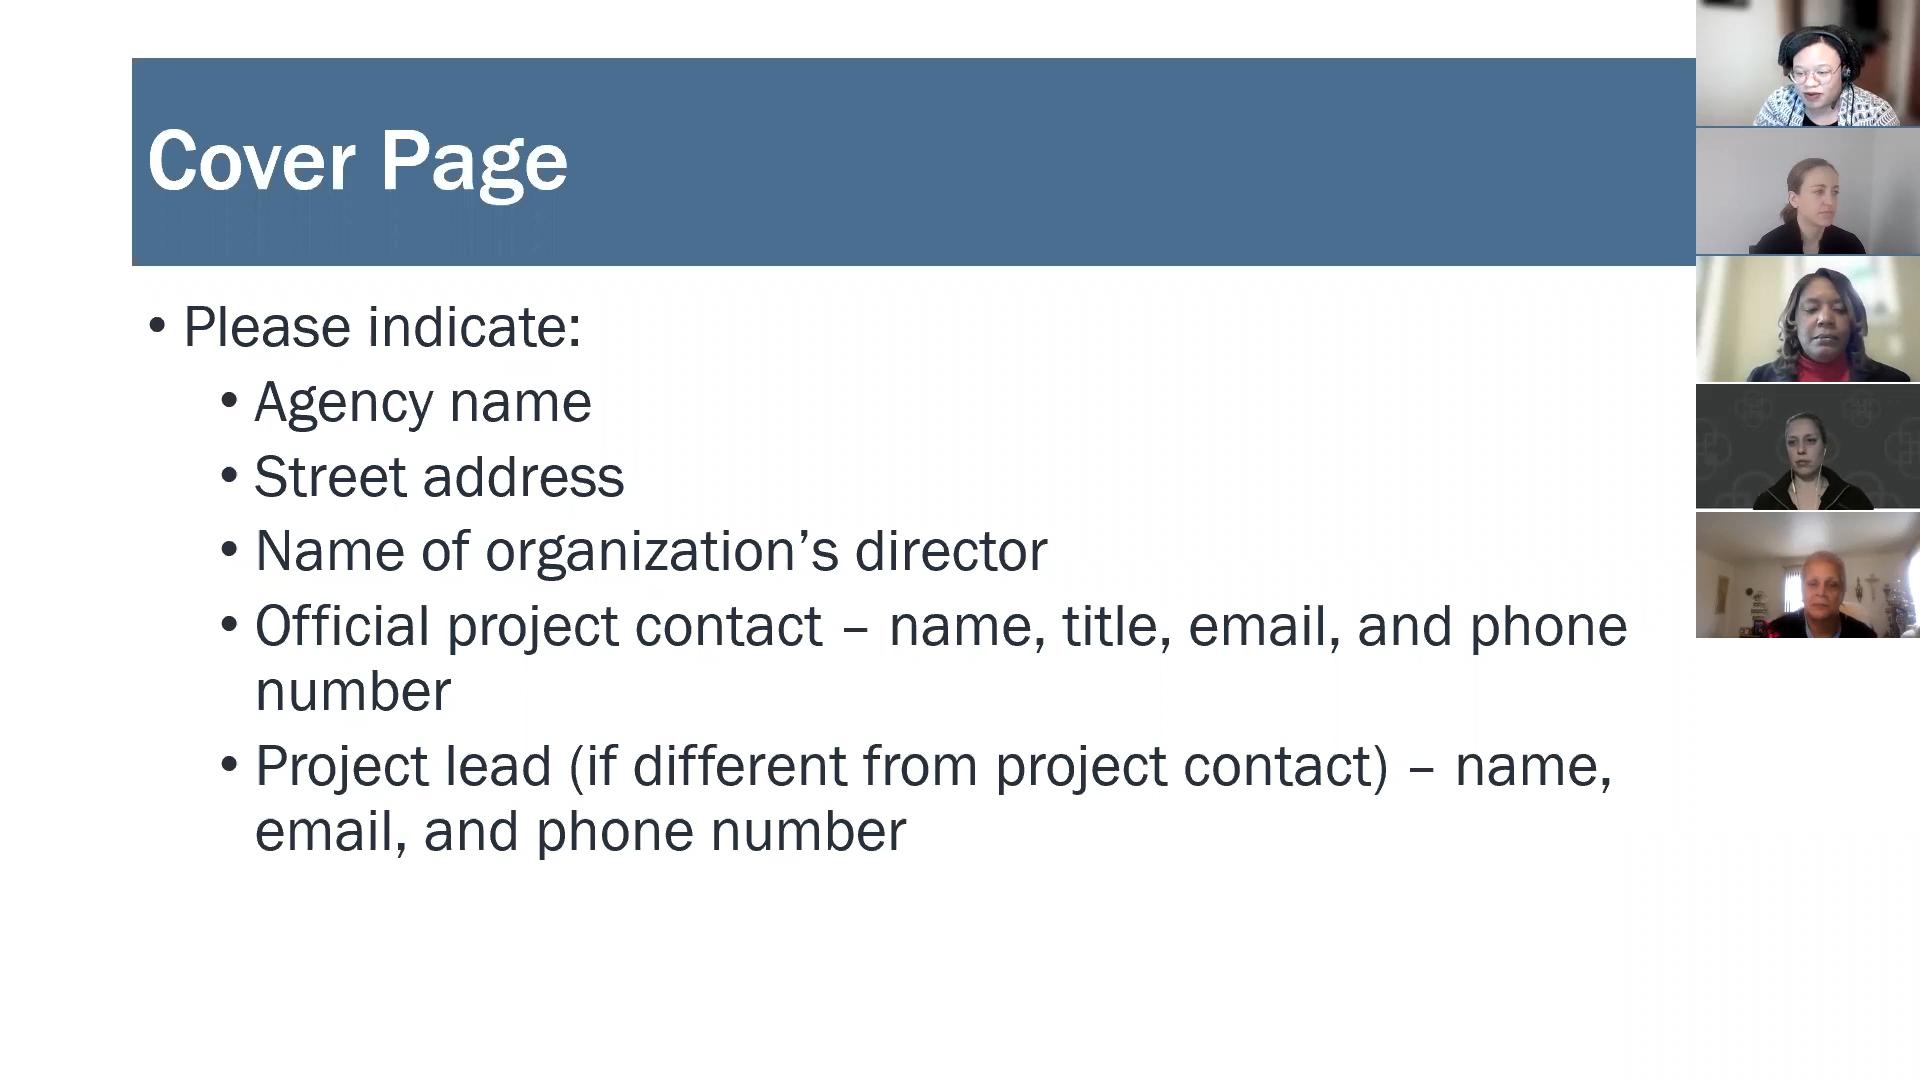 Cover Page
• Please indicate:
• Agency name
• Street address
• Name of organization’s director
• Official project contact – name, title, email, and phone
number
• Project lead (if different from project contact) – name,
email, and phone number